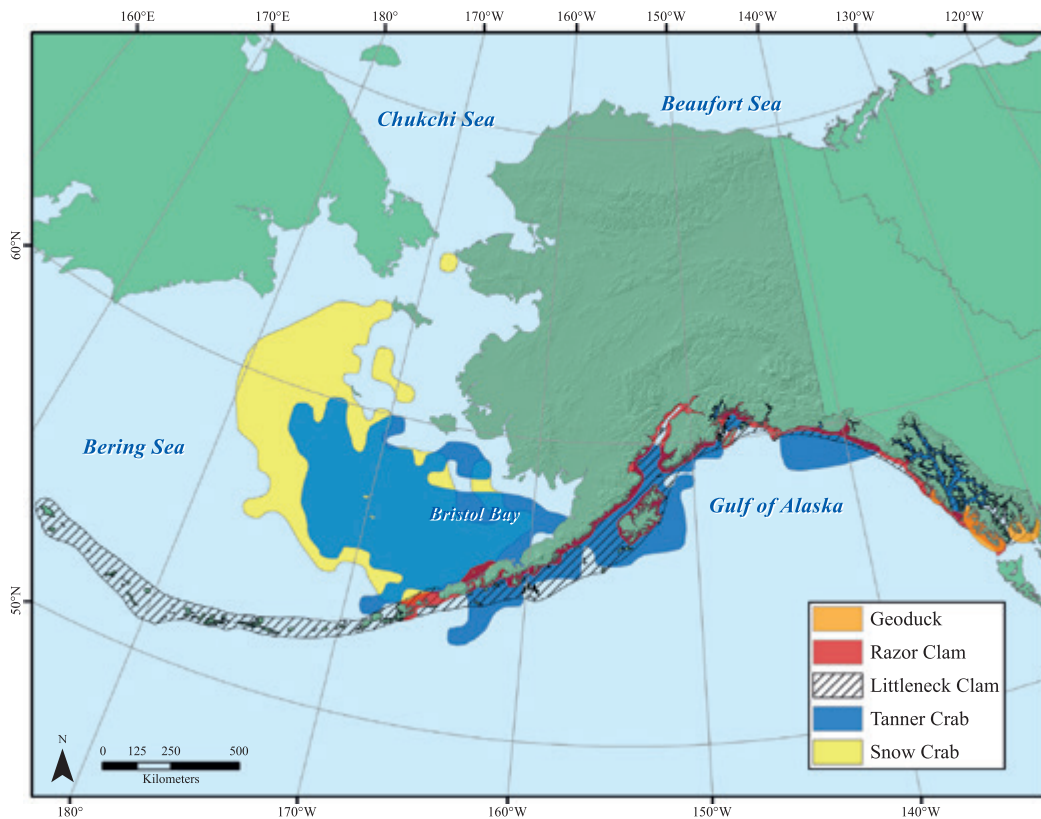 160°E 170°E 180° 170°W 160°W 150°W 140°W 130°W 120°W
Beaufort Sea
Chukchi Sea
60°N
Bering Sea
Gulf of Alaska
Bristol Bay
50°N
Geoduck
Razor Clam
Littleneck Clam
Tanner Crab
Snow Crab
N
0 125 250 500
Kilometers
180° 170°W 160°W 150°W 140°W